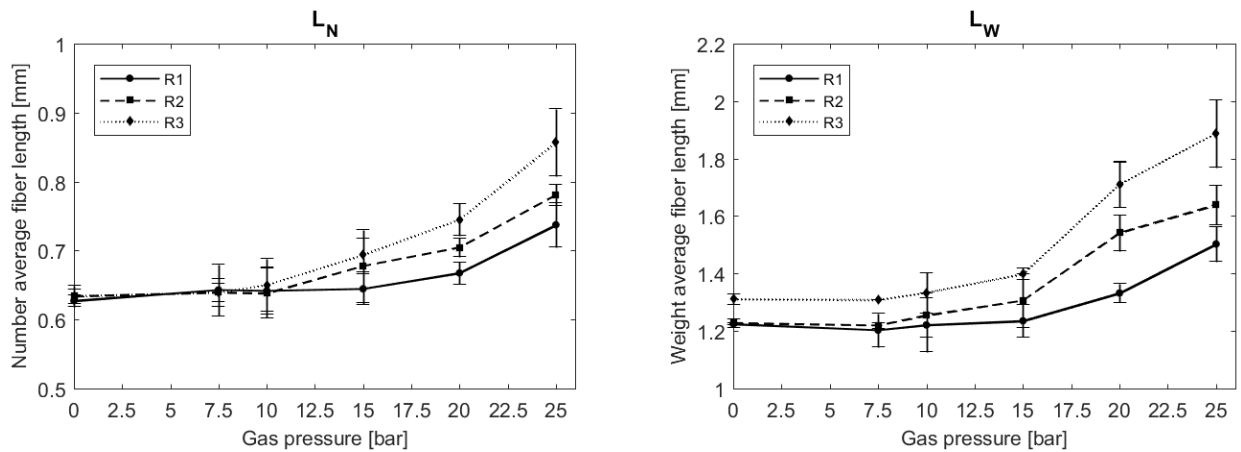 L_N
Number average fiber length [mm]
1
0.9
0.8
0.7
0.6
0.5
R1
R2
R3
0 2.5 5 7.5 10 12.5 15 17.5 20 22.5 25
Gas pressure [bar]
L_W
Weight average fiber length [mm]
2.2
2
1.8
1.6
1.4
1.2
1
R1
R2
R3
0 2.5 5 7.5 10 12.5 15 17.5 20 22.5 25
Gas pressure [bar]